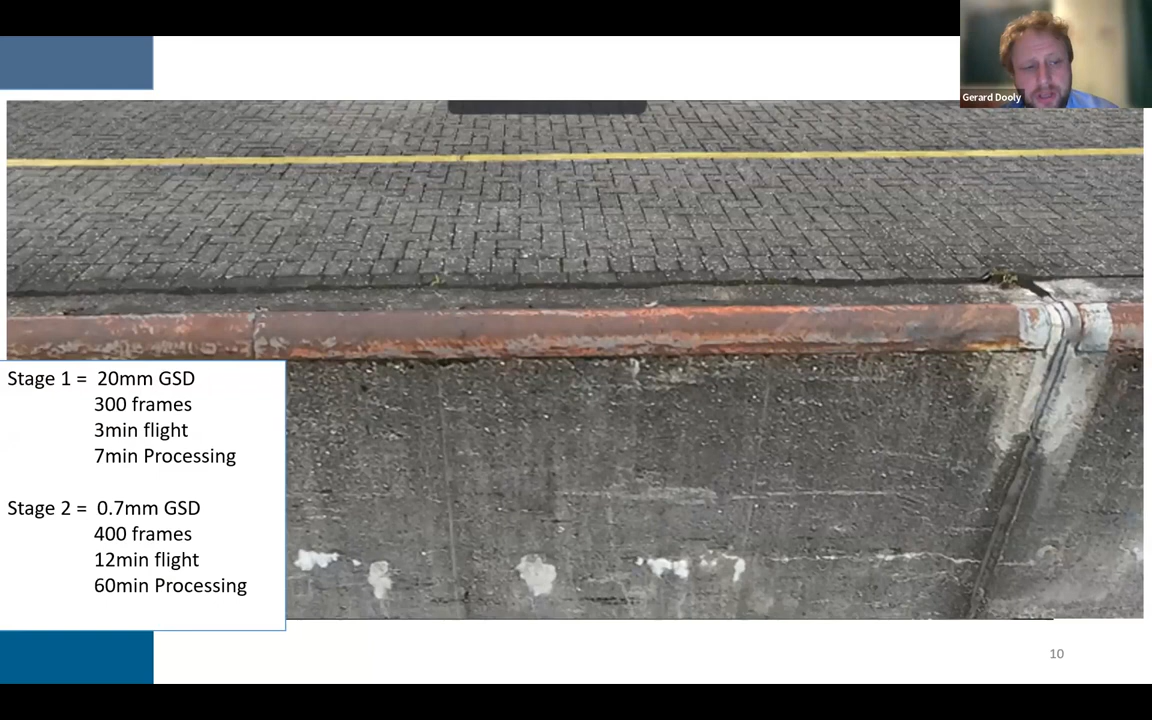 Gerard Dooly
Stage 1 = 20mm GSD
300 frames
3min flight
7min Processing
Stage 2 = 0.7mm GSD
400 frames
12min flight
60min Processing
10